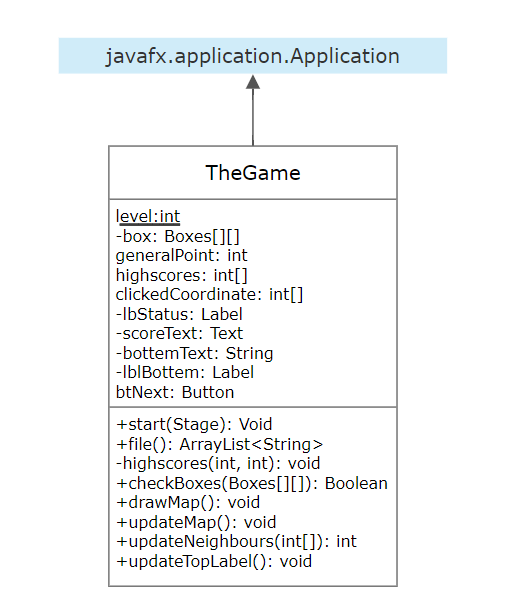 javafx.application.Application
TheGame
level:int
-box: Boxes[][]
generalPoint: int
highscores: int[]
clickedCoordinate: int[]
-lbStatus: Label
-scoreText: Text
-bottemText: String
-lblBottem: Label
btNext: Button
+start(Stage): Void
+file(): ArrayList<String>
-highscores(int, int): void
+checkBoxes(Boxes[][]): Boolean
+drawMap(): void
+updateMap(): void
+updateNeighbours(int[]): int
+updateTopLabel(): void